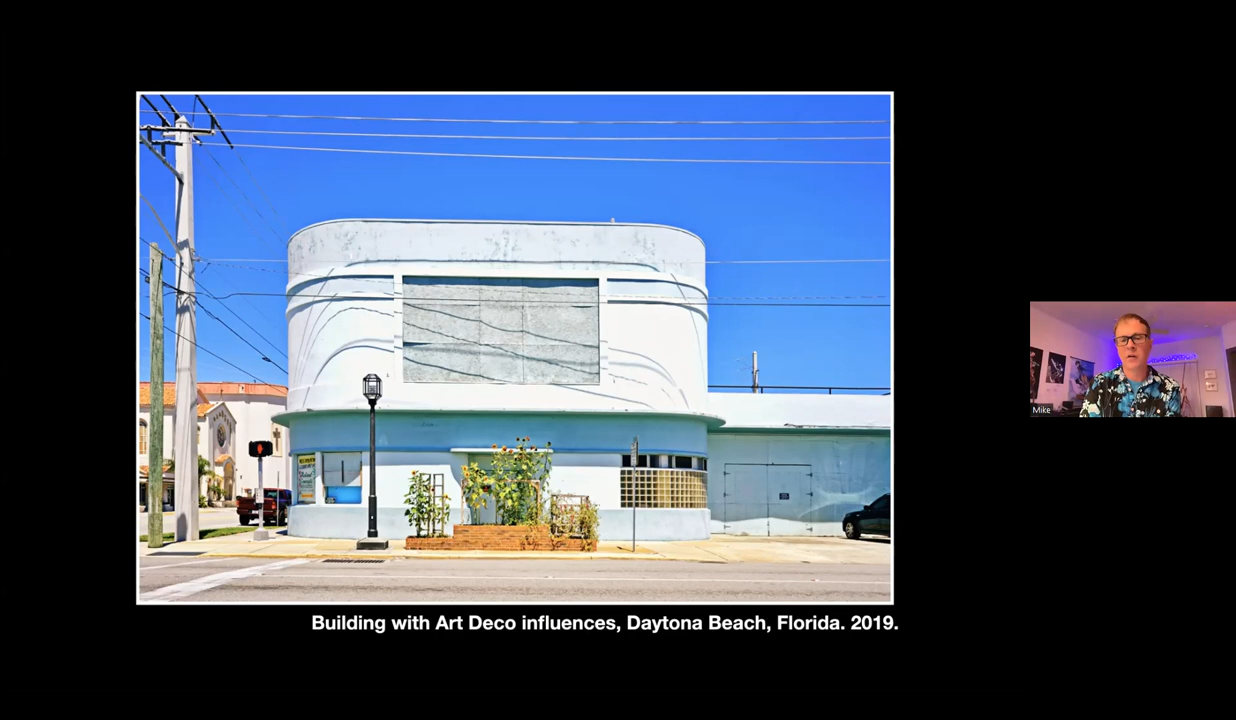 Building with Art Deco influences, Daytona Beach, Florida. 2019.
Mike